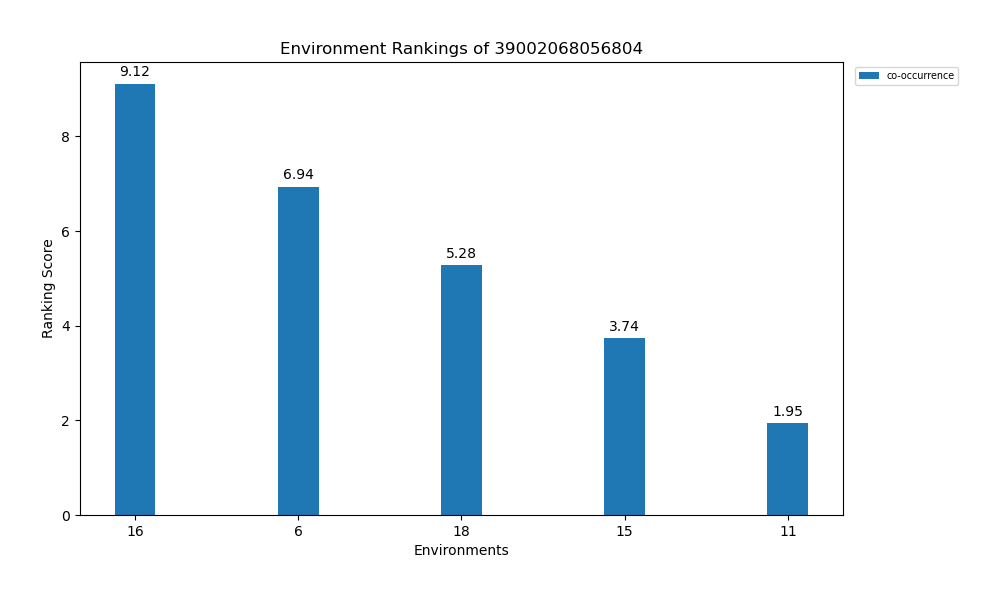 Environment Rankings of 39002068056804
co-occurrence
9.12
6.94
5.28
3.74
1.95
Ranking Score
8
6
4
2
0
16 6 18 15 11
Environments